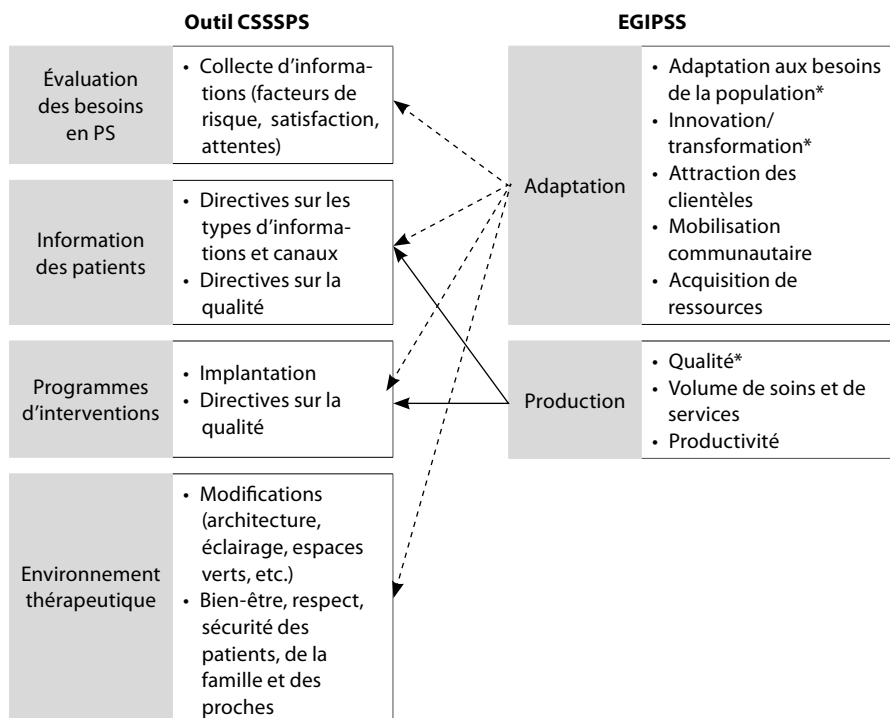 Outil CSSSPS
Évaluation
des besoins
en PS
• Collecte d’informa-
tions (facteurs de
risque, satisfaction,
attentes)
Information
des patients
• Directives sur les
types d’informa-
tions et canaux
• Directives sur la
qualité
Programmes
d’interventions
• Implantation
• Directives sur la
qualité
Environnement
thérapeutique
• Modifications
(architecture,
éclairage, espaces
verts, etc.)
• Bien-être, respect,
sécurité des
patients, de la
famille et des
proches
EGIPSS
Adaptation
• Adaptation aux besoins
de la population*
• Innovation/
transformation*
• Attraction des
clientèles
• Mobilisation
communautaire
• Acquisition de
ressources
Production
• Qualité*
• Volume de soins et de
services
• Productivité